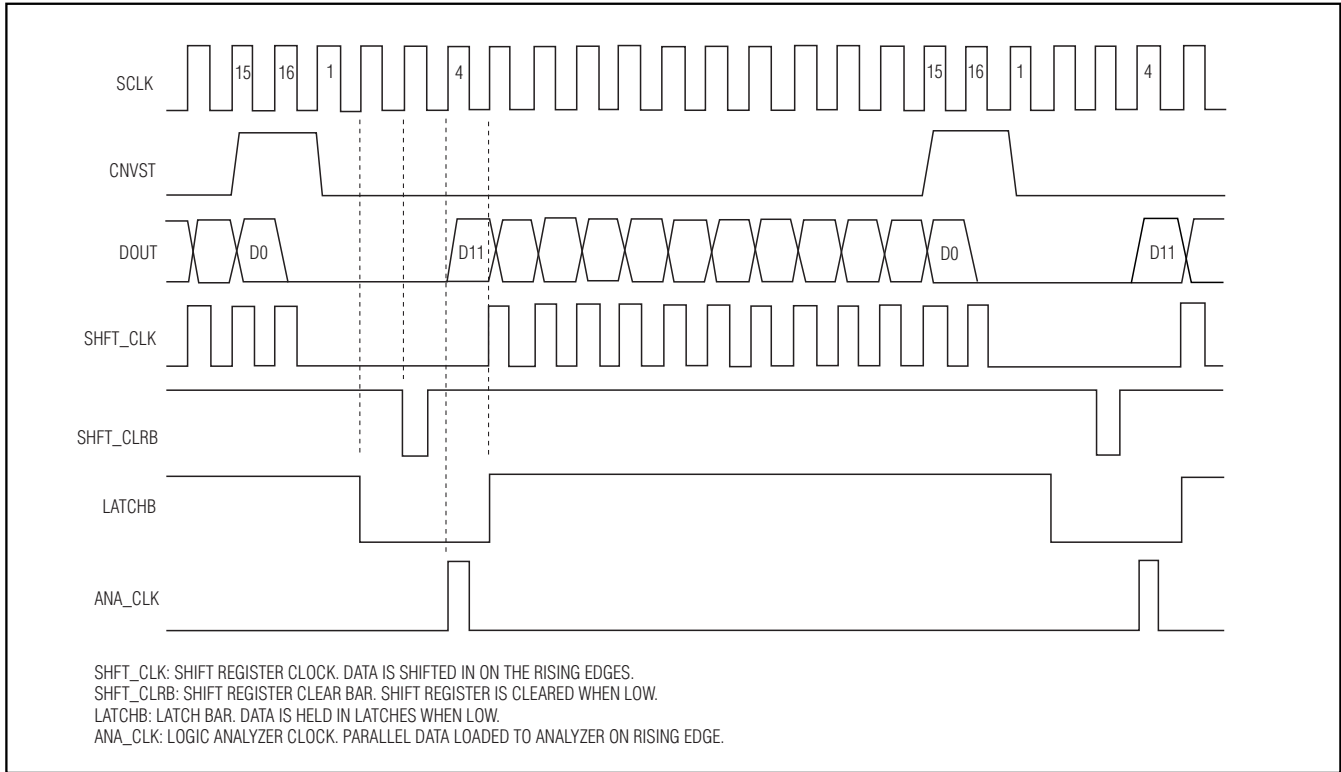 SCLK 15 16 1 4 15 16 1 4
CNVST
DOUT D0 D11 D0 D11
SHFT_CLK
SHFT_CLRB
LATCHB
ANA_CLK
SHFT_CLK: SHIFT REGISTER CLOCK. DATA IS SHIFTED IN ON THE RISING EDGES.
SHFT_CLRB: SHIFT REGISTER CLEAR BAR. SHIFT REGISTER IS CLEARED WHEN LOW.
LATCHB: LATCH BAR. DATA IS HELD IN LATCHES WHEN LOW.
ANA_CLK: LOGIC ANALYZER CLOCK. PARALLEL DATA LOADED TO ANALYZER ON RISING EDGE.